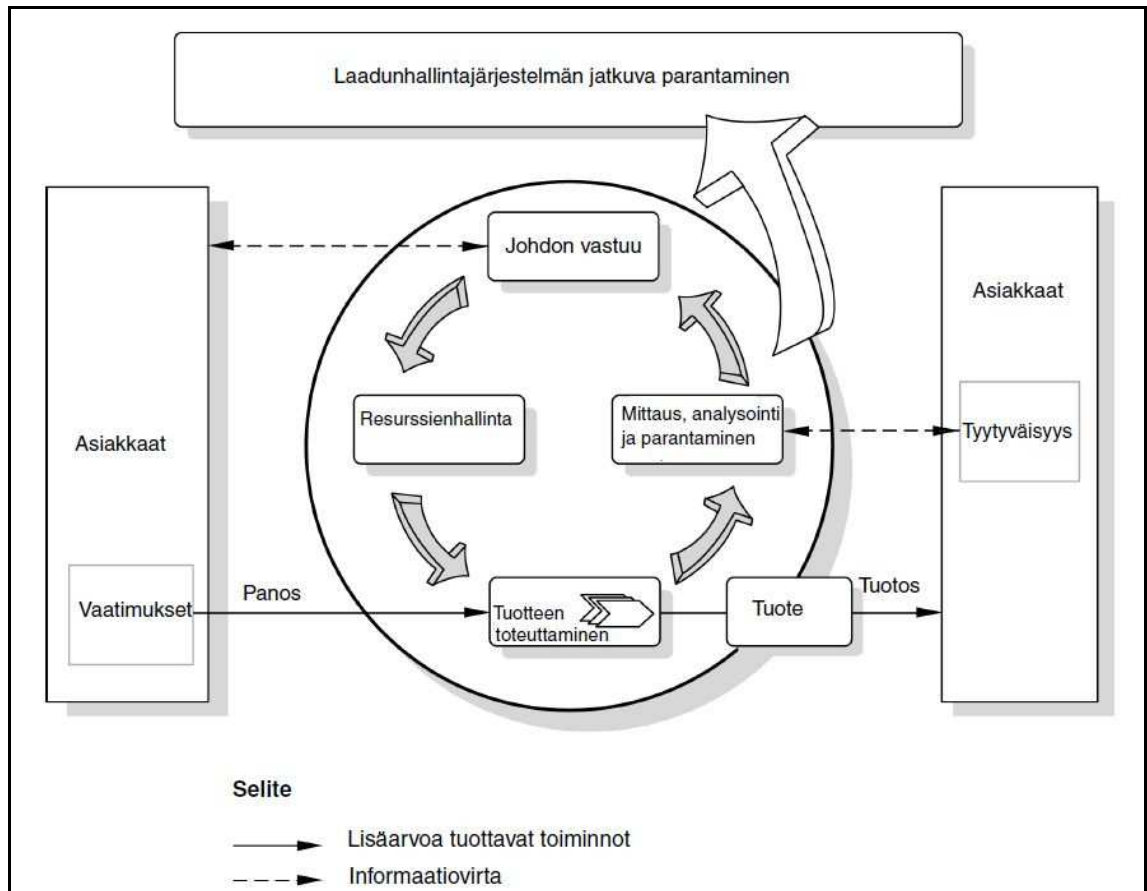 Laadunhallintajärjestelmän jatkuva parantaminen
Johdon vastuu
Asiakkaat
Resurssienhallinta
Mittaus, analysointi
ja parantaminen
Tyytyväisyys
Asiakkaat
Vaatimukset
Panos
Tuotteen
toteuttaminen
Tuote
Tuotos
Selite
Lisäarvoa tuottavat toiminnot
Informaatiovirta